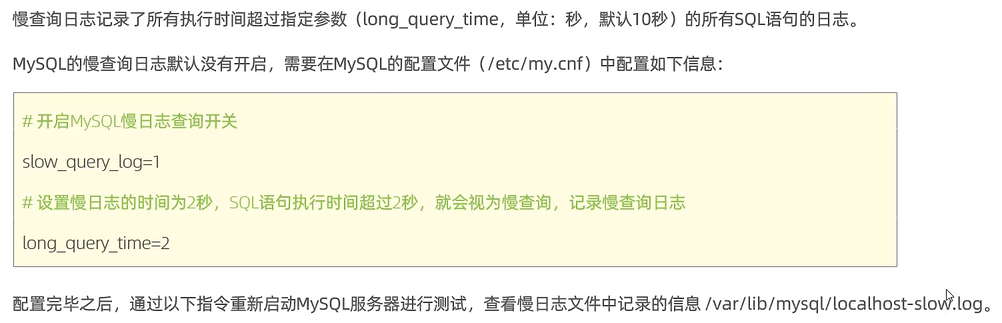 慢查询日志记录了所有执行时间超过指定参数（long_query_time，单位：秒，默认10秒）的所有SQL语句的日志。
MySQL的慢查询日志默认没有开启，需要在MySQL的配置文件（/etc/my.cnf）中配置如下信息：
# 开启MySQL慢日志查询开关
slow_query_log=1
# 设置慢日志的时间为2秒，SQL语句执行时间超过2秒，就会视为慢查询，记录慢查询日志
long_query_time=2
配置完毕之后，通过以下指令重新启动MySQL服务器进行测试，查看慢日志文件中记录的信息 /var/lib/mysql/localhost-slow.log。